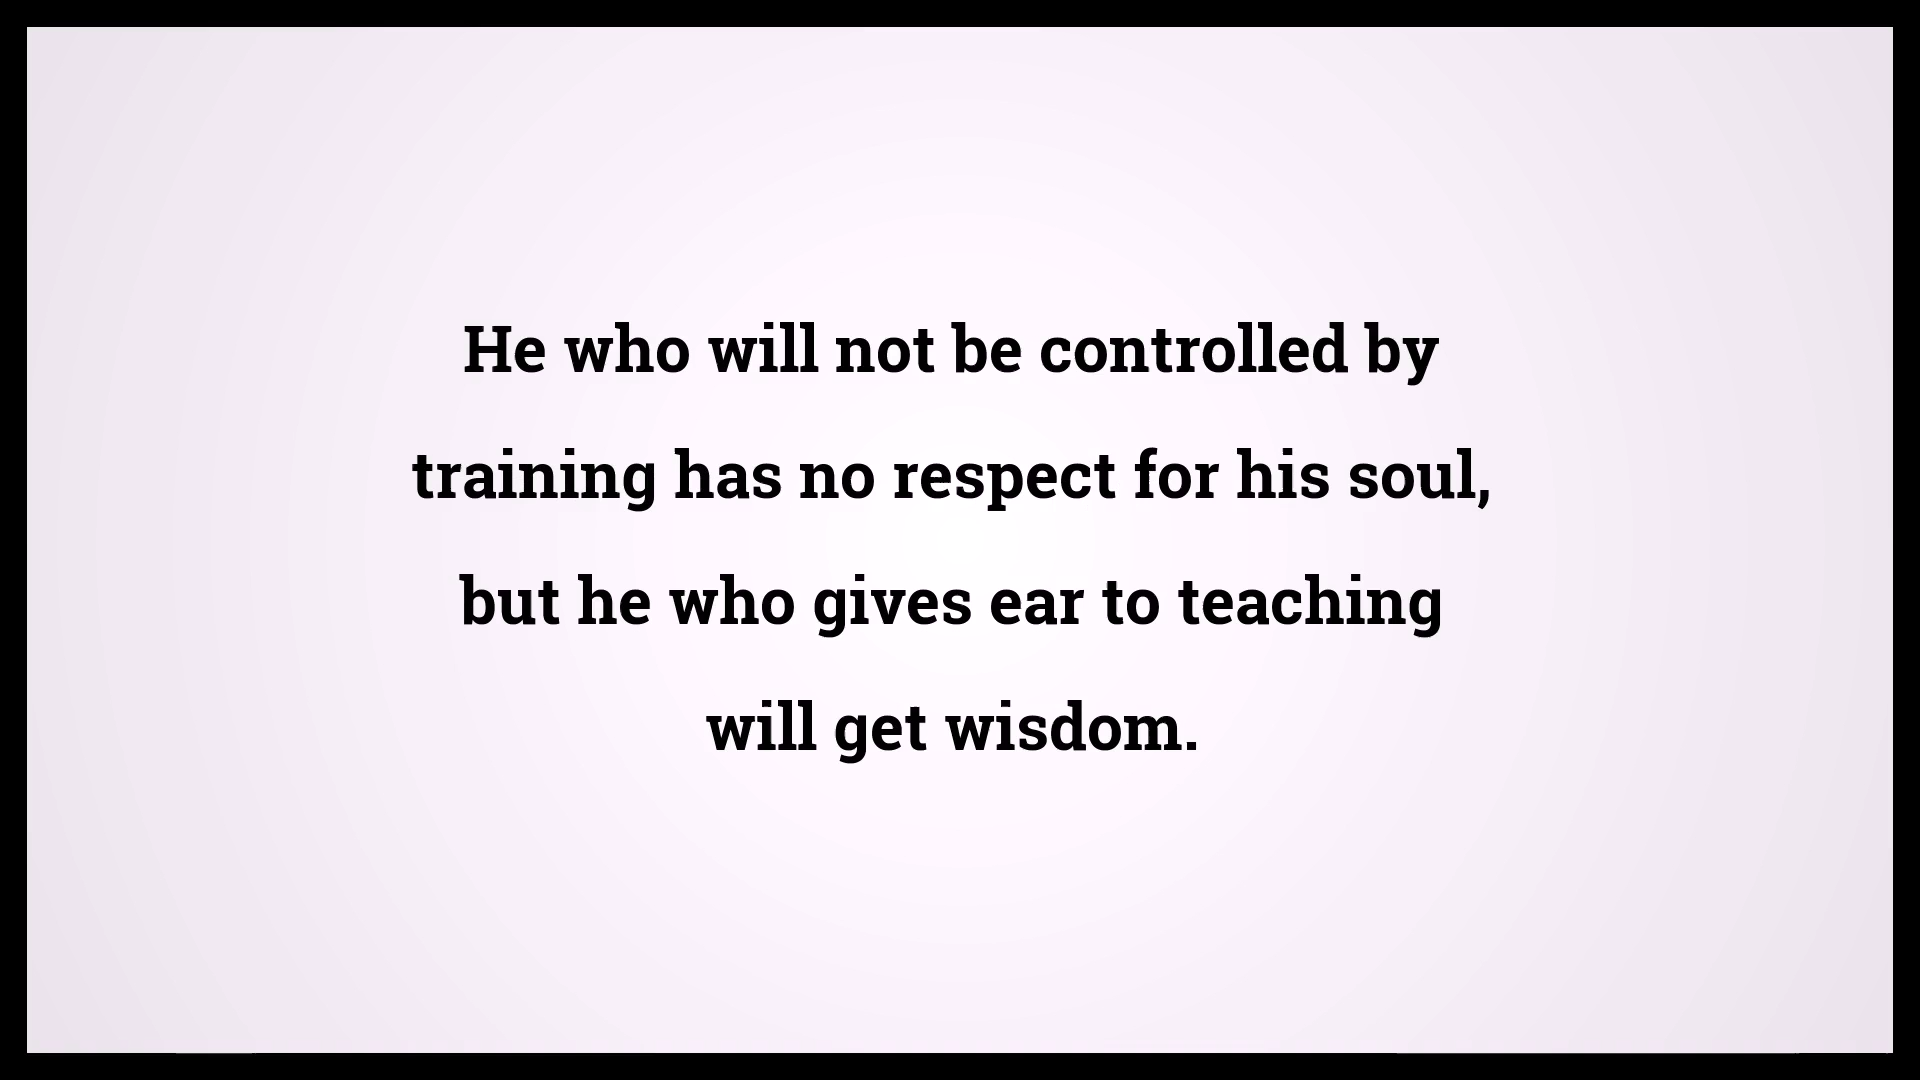 He who will not be controlled by
training has no respect for his soul,
but he who gives ear to teaching
will get wisdom.